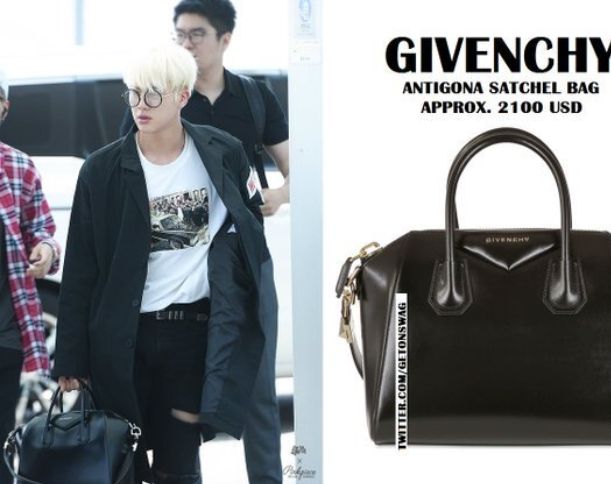 GIVENCHY
ANTIGONA SATCHEL BAG
APPROX. 2100 USD
GIVENCHY
TWITTER.COM/GETONSWAG